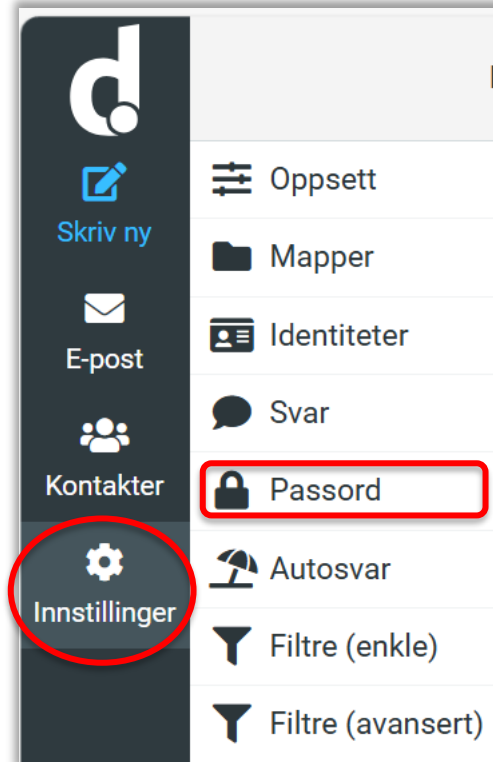 d.
Skriv ny
E-post
Kontakter
Innstillinger
Oppsett
Mapper
Identiteter
Svar
Passord
Autosvar
Filtre (enkle)
Filtre (avansert)